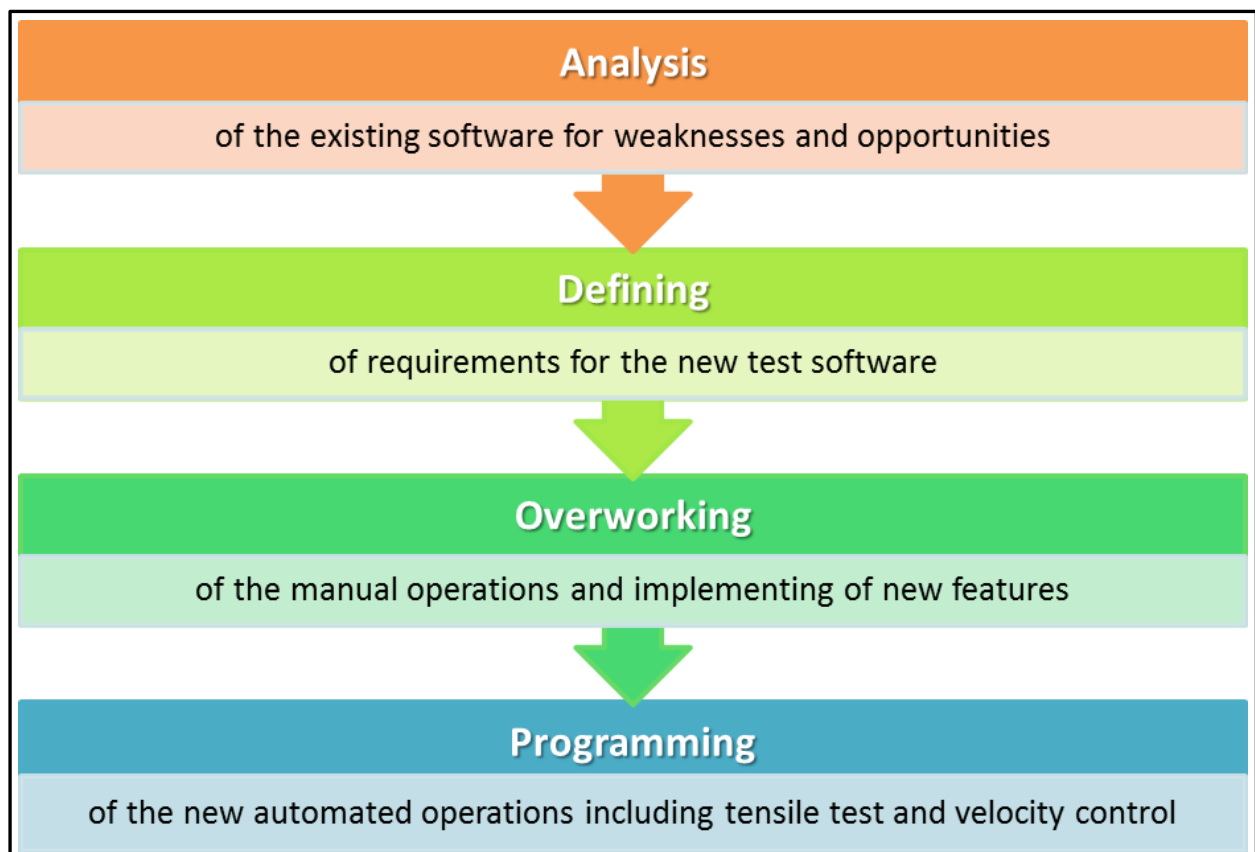 Analysis
of the existing software for weaknesses and opportunities
Defining
of requirements for the new test software
Overworking
of the manual operations and implementing of new features
Programming
of the new automated operations including tensile test and velocity control